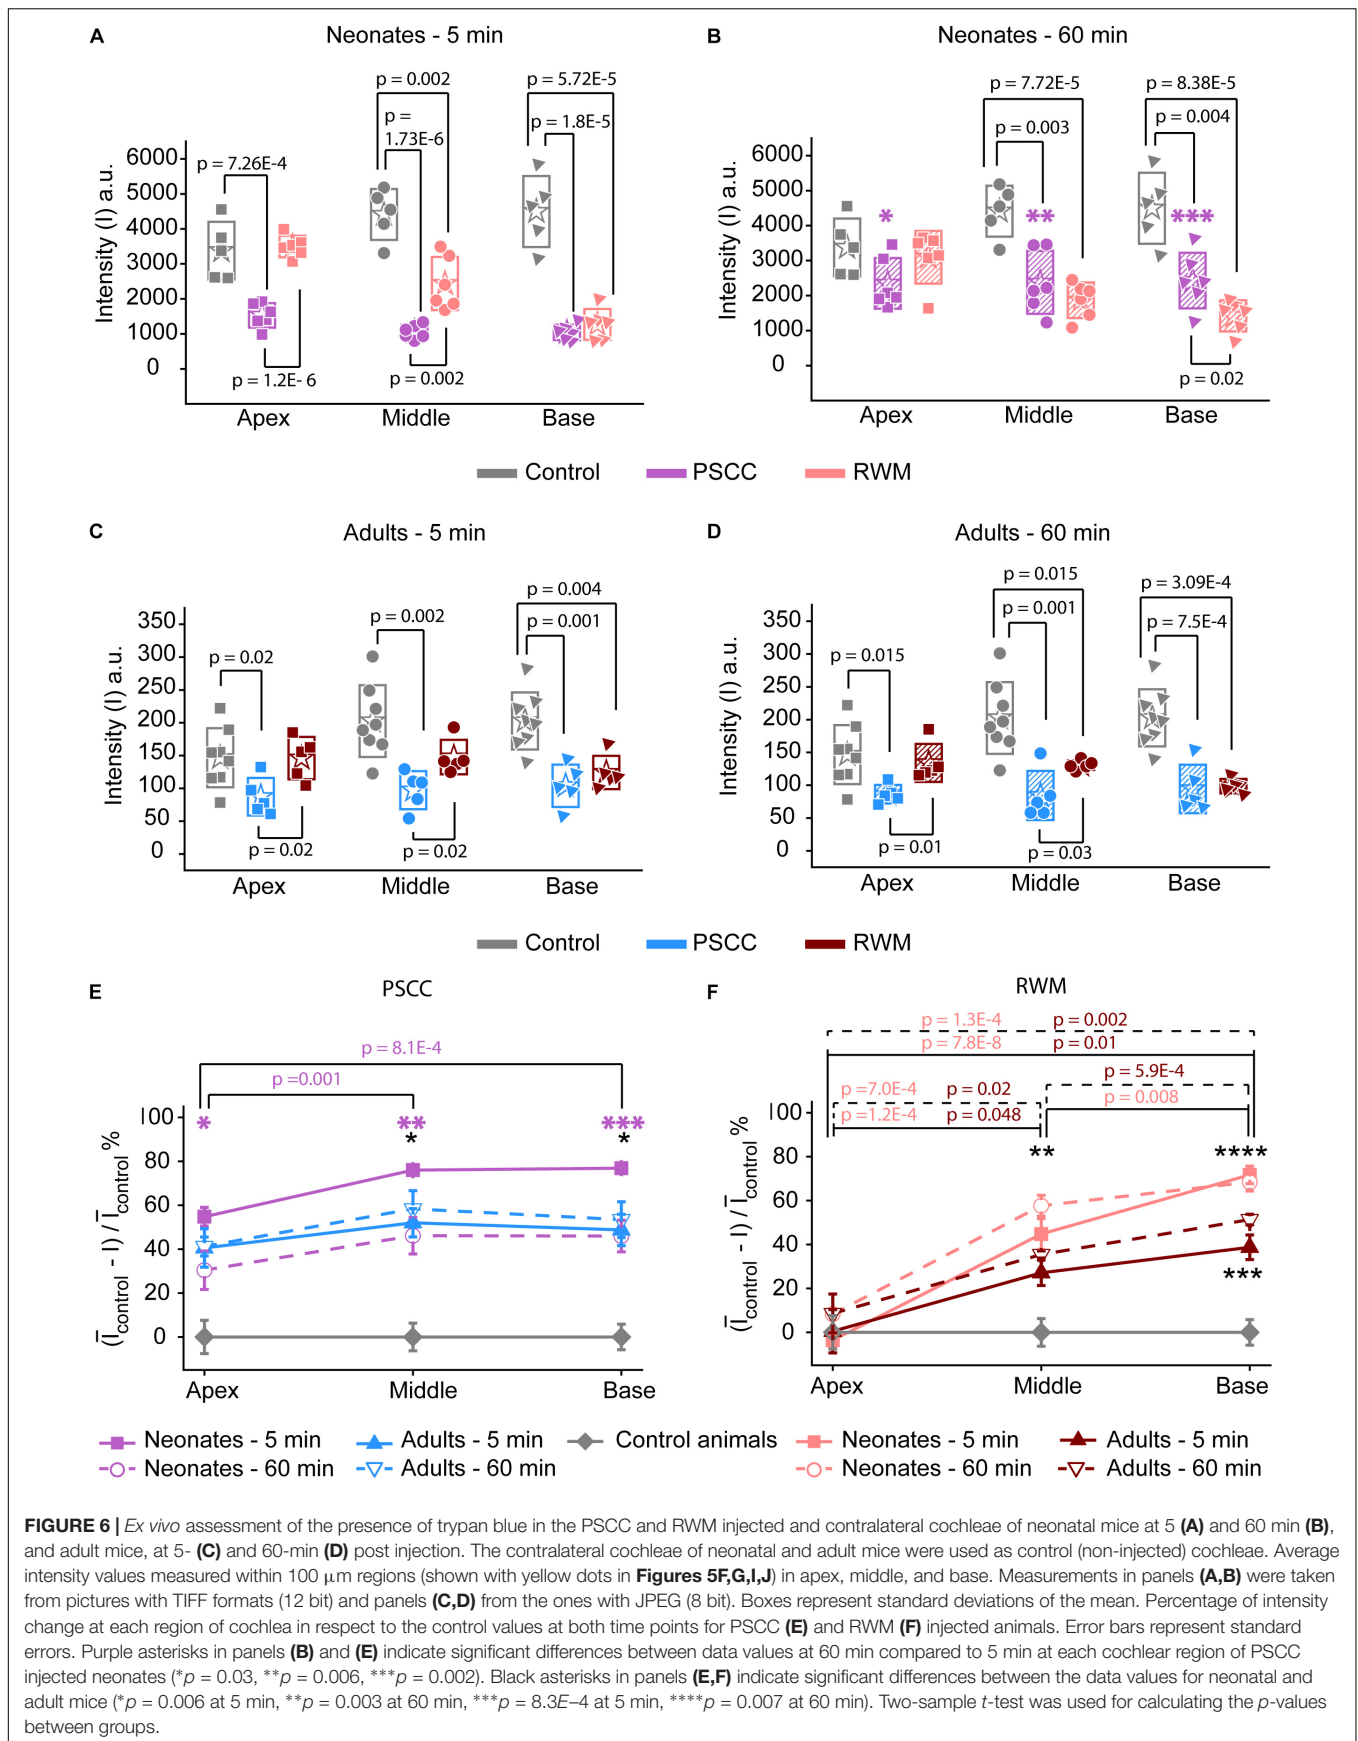 A
Neonates - 5 min
p = 0.002
p = 5.72E-5
p =
1.73E-6
p = 1.8E-5
p = 7.26E-4
Intensity (I) a.u.
6000
5000
4000
3000
2000
1000
0
p = 1.2E- 6
p = 0.002
Apex
Middle
Base
B
Neonates - 60 min
p = 7.72E-5
p = 8.38E-5
p = 0.003
p = 0.004
Intensity (I) a.u.
6000
5000
4000
3000
2000
1000
0
*
**
***
p = 0.02
Apex
Middle
Base
Control
PSCC
RWM
C
Adults - 5 min
p = 0.004
p = 0.002
p = 0.001
p = 0.02
Intensity (I) a.u.
350
300
250
200
150
100
50
0
p = 0.02
p = 0.02
Apex
Middle
Base
D
Adults - 60 min
p = 0.015
p = 3.09E-4
p = 0.001
p = 7.5E-4
p = 0.015
Intensity (I) a.u.
350
300
250
200
150
100
50
0
p = 0.01
p = 0.03
Apex
Middle
Base
Control
PSCC
RWM
E
PSCC
p = 8.1E-4
p =0.001
*
**
***
*
*
(I̅control - I) / I̅control %
100
80
60
40
20
0
Apex
Middle
Base
F
RWM
p = 1.3E-4 p = 0.002
p = 7.8E-8 p = 0.01
p = 5.9E-4
p =7.0E-4 p = 0.02
p = 0.008
p =1.2E-4 p = 0.048
**
****
***
(I̅control - I) / I̅control %
100
80
60
40
20
0
Apex
Middle
Base
Neonates - 5 min
Adults - 5 min
Control animals
Neonates - 5 min
Adults - 5 min
Neonates - 60 min
Adults - 60 min
Neonates - 60 min
Adults - 60 min
FIGURE 6 | Ex vivo assessment of the presence of trypan blue in the PSCC and RWM injected and contralateral cochleae of neonatal mice at 5 (A) and 60 min (B),
and adult mice, at 5- (C) and 60-min (D) post injection. The contralateral cochleae of neonatal and adult mice were used as control (non-injected) cochleae. Average
intensity values measured within 100 μm regions (shown with yellow dots in Figures 5F,G,I,J) in apex, middle, and base. Measurements in panels (A,B) were taken
from pictures with TIFF formats (12 bit) and panels (C,D) from the ones with JPEG (8 bit). Boxes represent standard deviations of the mean. Percentage of intensity
change at each region of cochlea in respect to the control values at both time points for PSCC (E) and RWM (F) injected animals. Error bars represent standard
errors. Purple asterisks in panels (B) and (E) indicate significant differences between data values at 60 min compared to 5 min at each cochlear region of PSCC
injected neonates (*p = 0.03, **p = 0.006, ***p = 0.002). Black asterisks in panels (E,F) indicate significant differences between the data values for neonatal and
adult mice (*p = 0.006 at 5 min, **p = 0.003 at 60 min, ***p = 8.3E–4 at 5 min, ****p = 0.007 at 60 min). Two-sample t-test was used for calculating the p-values
between groups.